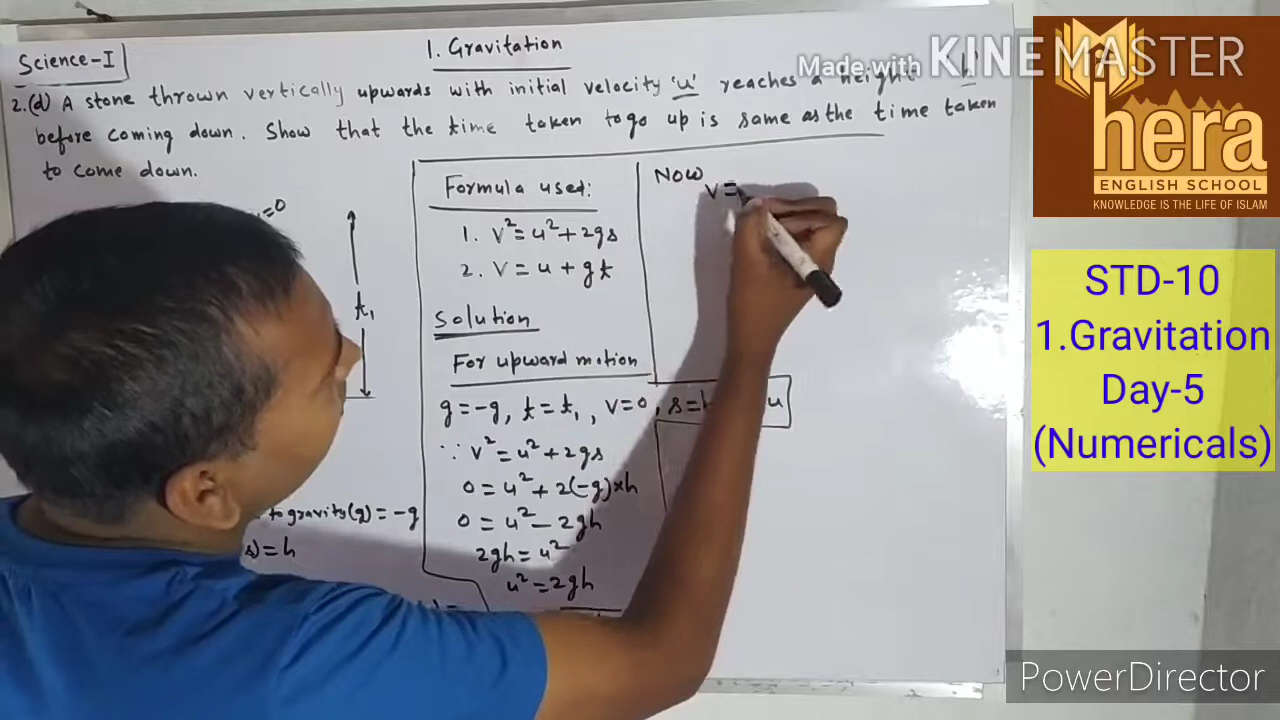 Science-I
1. Gravitation
Made with KINEMASTER
2.(d) A stone thrown vertically upwards with initial velocity 'u' reaches a height 'h'
before coming down. Show that the time taken to go up is same as the time taken
to come down.
u=0
t₁
to gravity(g) = -g
s) = h
Formula used:
1. v² = u² + 2gs
2. v = u + gt
Solution
For upward motion
g = -g, t = t₁, v = 0, s = h u
∵ v² = u² + 2gs
0 = u² + 2(-g)×h
0 = u² - 2gh
2gh = u²
u² = 2gh
Now
v =
hera
ENGLISH SCHOOL
KNOWLEDGE IS THE LIFE OF ISLAM
STD-10
1.Gravitation
Day-5
(Numericals)
PowerDirector